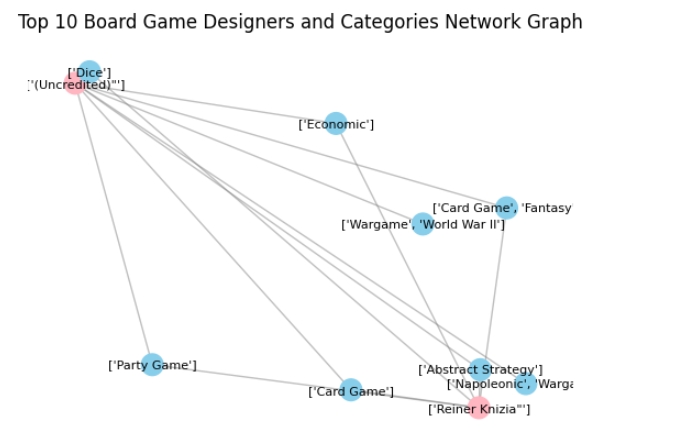 Top 10 Board Game Designers and Categories Network Graph
['Dice']
'(Uncredited)"']
['Economic']
['Card Game', 'Fantasy'
['Wargame', 'World War II']
['Party Game']
['Abstract Strategy']
['Napoleonic', 'Warga
['Card Game']
['Reiner Knizia"']